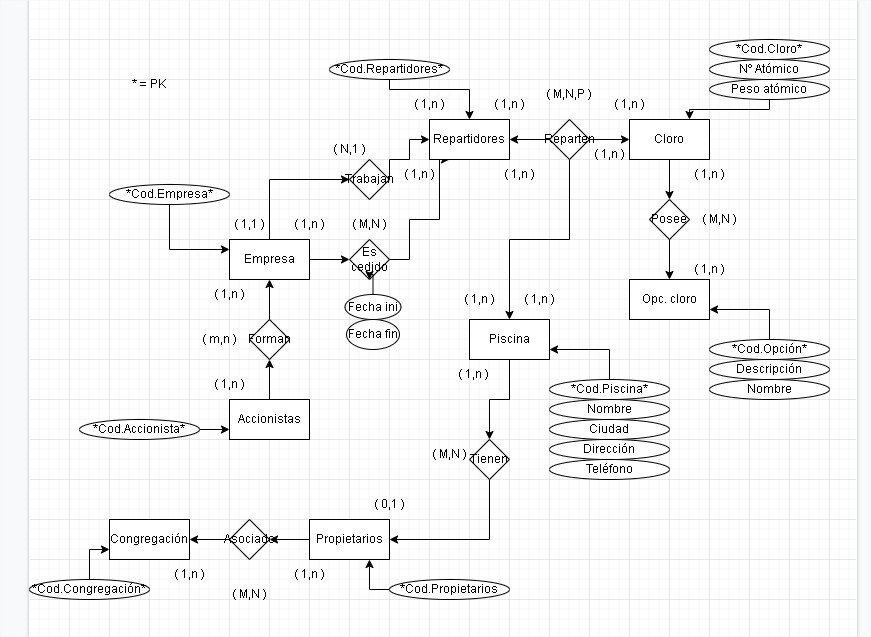 *Cod.Cloro*
*Cod.Repartidores*
Nº Atómico
* = PK
Peso atómico
(M,N,P)
(1,n)
(1,n)
(1,n)
Repartidores
Reparten
Cloro
(N,1)
(1,n)
Trabajan
(1,n)
(1,n)
(1,n)
*Cod.Empresa*
(1,1)
(1,n)
(M,N)
Posee
(M,N)
Empresa
Es
cedido
(1,n)
(1,n)
Fecha ini
(1,n)
(1,n)
Opc. cloro
Fecha fin
(m,n)
Forman
Piscina
*Cod.Opción*
Descripción
Nombre
(1,n)
(1,n)
*Cod.Piscina*
Nombre
Ciudad
Dirección
Teléfono
Accionistas
*Cod.Accionista*
(M,N)
Tienen
(0,1)
Congregación
Asociado
Propietarios
(1,n)
(1,n)
*Cod.Congregación*
(M,N)
*Cod.Propietarios